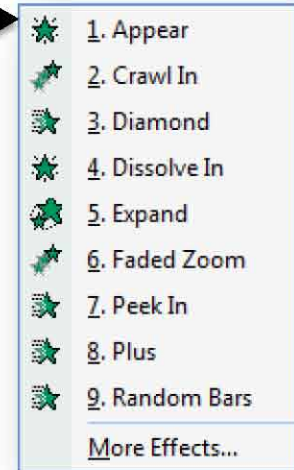 1. Appear
2. Crawl In
3. Diamond
4. Dissolve In
5. Expand
6. Faded Zoom
7. Peek In
8. Plus
9. Random Bars
More Effects...